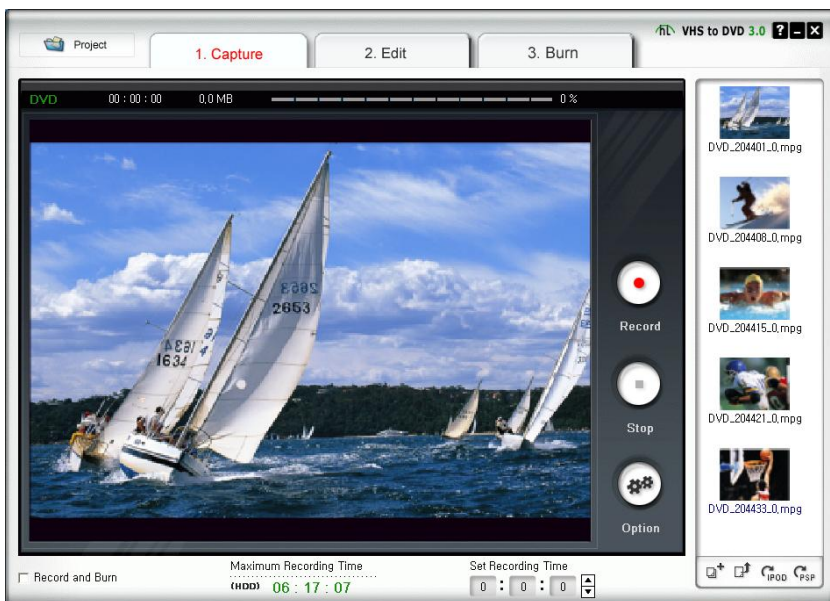 Project
1. Capture
2. Edit
3. Burn
VHS to DVD 3.0
DVD 00 : 00 : 00 0,0 MB 0 %
2653
2653
1634
1634
Record
Stop
Option
DVD_204401_0,mpg
DVD_204408_0,mpg
DVD_204415_0,mpg
DVD_204421_0,mpg
DVD_204433_0,mpg
Record and Burn
Maximum Recording Time
(HDD) 06 : 17 : 07
Set Recording Time
0 : 0 : 0
IPOD
PSP